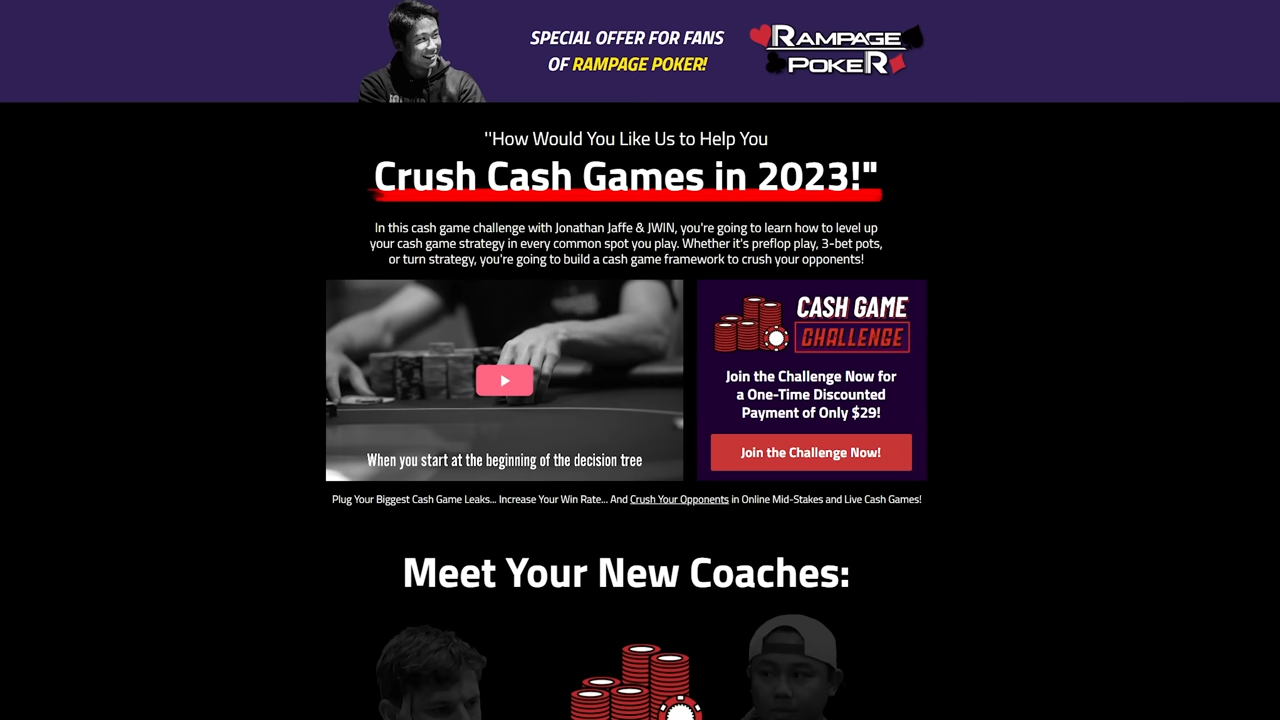 SPECIAL OFFER FOR FANS
OF RAMPAGE POKER!
RAMPAGE
POKER
"How Would You Like Us to Help You
Crush Cash Games in 2023!"
In this cash game challenge with Jonathan Jaffe & JWIN, you're going to learn how to level up
your cash game strategy in every common spot you play. Whether it's preflop play, 3-bet pots,
or turn strategy, you're going to build a cash game framework to crush your opponents!
When you start at the beginning of the decision tree
CASH GAME
CHALLENGE
Join the Challenge Now for
a One-Time Discounted
Payment of Only $29!
Join the Challenge Now!
Plug Your Biggest Cash Game Leaks... Increase Your Win Rate... And Crush Your Opponents in Online Mid-Stakes and Live Cash Games!
Meet Your New Coaches: